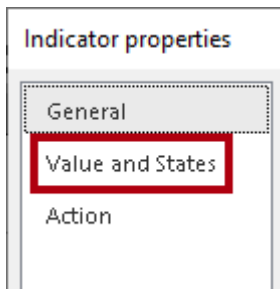 Indicator properties
General
Value and States
Action